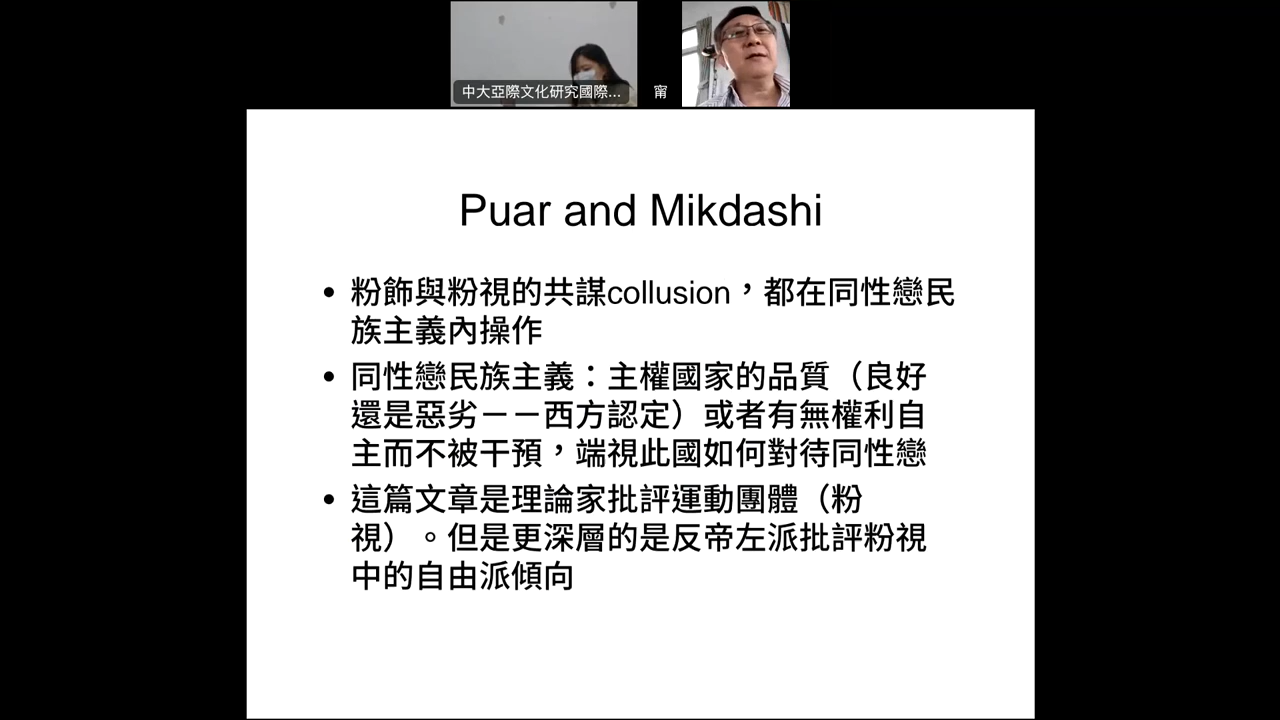 中大亞際文化研究國際...
甯
Puar and Mikdashi
• 粉飾與粉視的共謀collusion，都在同性戀民
族主義內操作
• 同性戀民族主義：主權國家的品質（良好
還是惡劣－－西方認定）或者有無權利自
主而不被干預，端視此國如何對待同性戀
• 這篇文章是理論家批評運動團體（粉
視）。但是更深層的是反帝左派批評粉視
中的自由派傾向